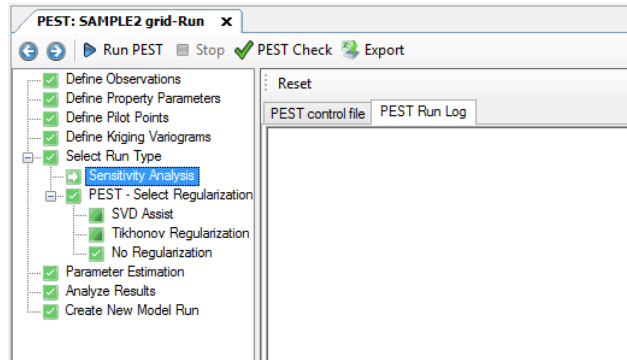 PEST: SAMPLE2 grid-Run x
Run PEST Stop PEST Check Export
Define Observations
Define Property Parameters
Define Pilot Points
Define Kriging Variograms
Select Run Type
Sensitivity Analysis
PEST - Select Regularization
SVD Assist
Tikhonov Regularization
No Regularization
Parameter Estimation
Analyze Results
Create New Model Run
Reset
PEST control file PEST Run Log